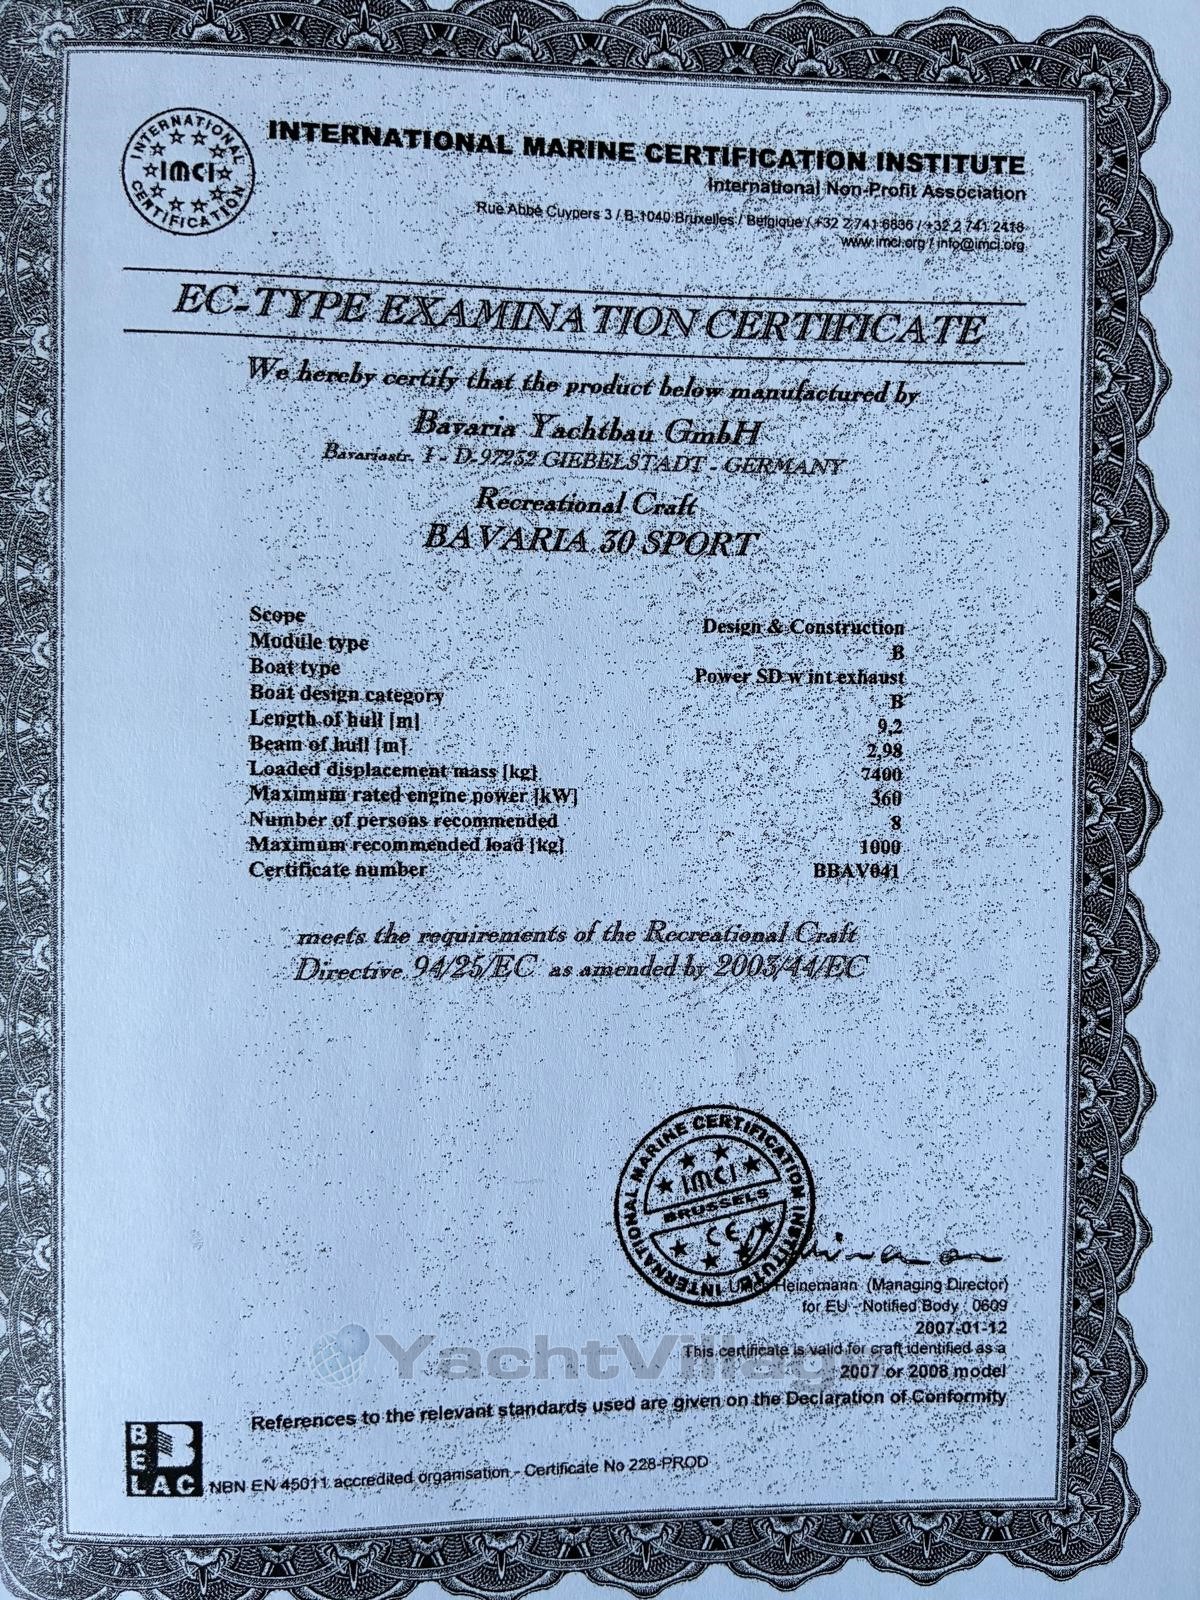 INTERNATIONAL
IMCI
CERTIFICATION
INTERNATIONAL MARINE CERTIFICATION INSTITUTE
International Non-Profit Association
Rue Abbé Cuypers 3 / B-1040 Bruxelles / Belgique / +32 2 741 6836 / +32 2 741 2418
www.imci.org / info@imci.org
EC-TYPE EXAMINATION CERTIFICATE
We hereby certify that the product below manufactured by
Bavaria Yachtbau GmbH
Bavariastr. 1 - D-97232 GIEBELSTADT - GERMANY
Recreational Craft
BAVARIA 30 SPORT
Scope Design & Construction
Module type B
Boat type Power SD w int exhaust
Boat design category B
Length of hull [m] 9,2
Beam of hull [m] 2,98
Loaded displacement mass [kg] 7400
Maximum rated engine power [kW] 360
Number of persons recommended 8
Maximum recommended load [kg] 1000
Certificate number BBAV041
meets the requirements of the Recreational Craft
Directive 94/25/EC as amended by 2003/44/EC
INTERNATIONAL MARINE CERTIFICATION INSTITUTE
IMCI
BRUSSELS
CE
Heinemann (Managing Director)
for EU - Notified Body 0609
2007-01-12
This certificate is valid for craft identified as a
2007 or 2008 model
YachtVillage
References to the relevant standards used are given on the Declaration of Conformity
BELAC
NBN EN 45011 accredited organisation - Certificate No 228-PROD